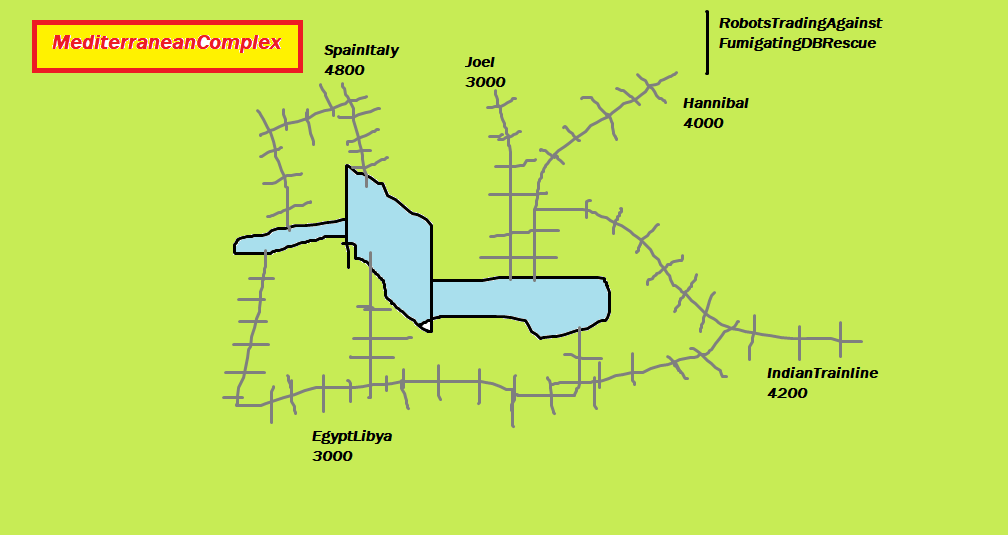 MediterraneanComplex
SpainItaly
4800
Joel
3000
RobotsTradingAgainst
FumigatingDBRescue
Hannibal
4000
IndianTrainline
4200
EgyptLibya
3000